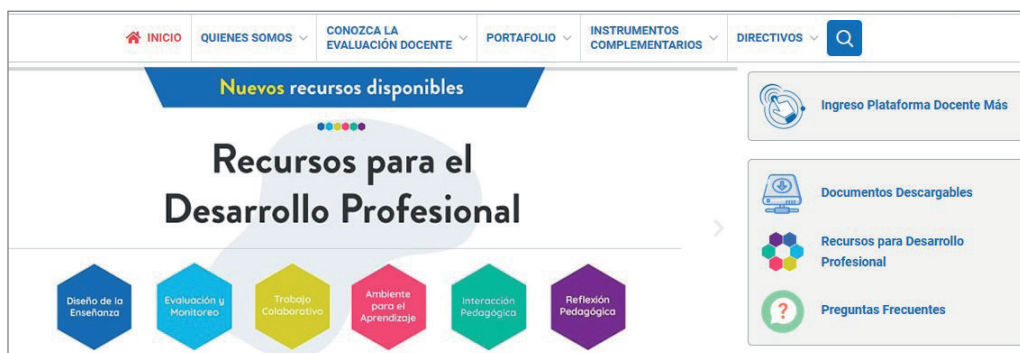 INICIO
QUIENES SOMOS
CONOZCA LA
EVALUACIÓN DOCENTE
PORTAFOLIO
INSTRUMENTOS
COMPLEMENTARIOS
DIRECTIVOS
Nuevos recursos disponibles
Recursos para el
Desarrollo Profesional
Diseño de la
Enseñanza
Evaluación y
Monitoreo
Trabajo
Colaborativo
Ambiente
para el
Aprendizaje
Interacción
Pedagógica
Reflexión
Pedagógica
Ingreso Plataforma Docente Más
Documentos Descargables
Recursos para Desarrollo
Profesional
?
Preguntas Frecuentes